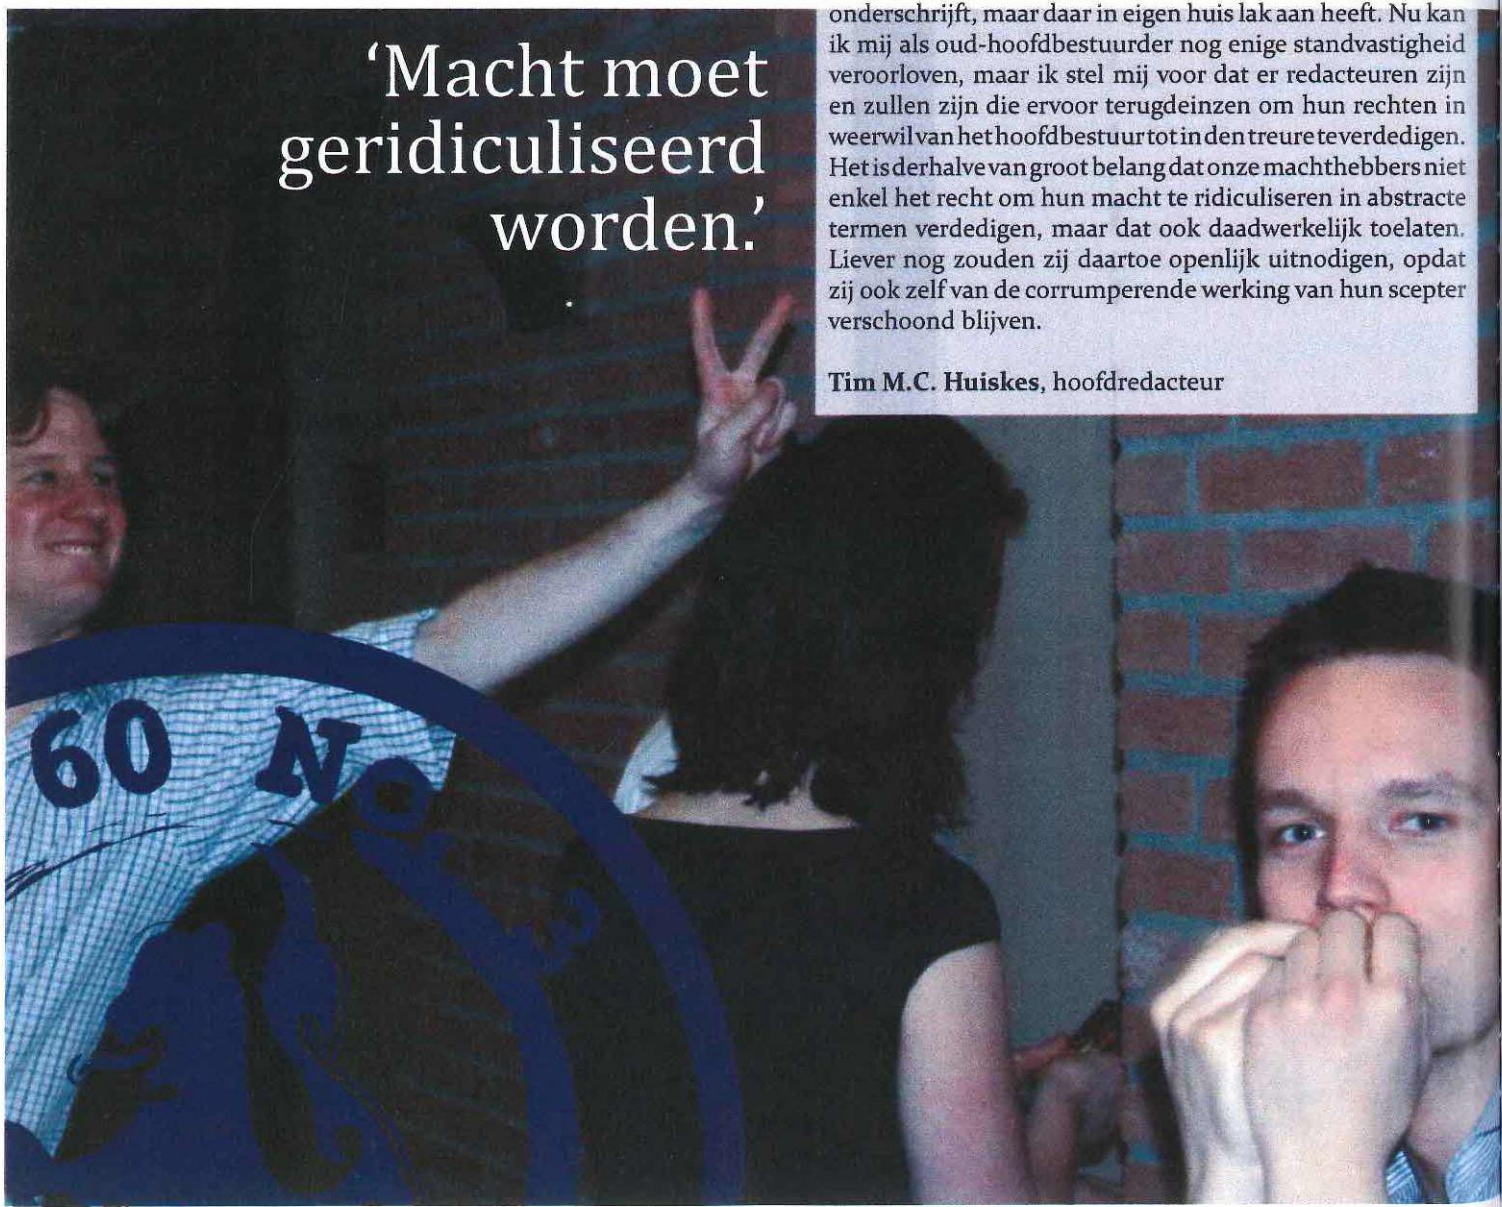 ‘Macht moet
geridiculiseerd
worden.’
onderschrijft, maar daar in eigen huis lak aan heeft. Nu kan
ik mij als oud-hoofdbestuurder nog enige standvastigheid
veroorloven, maar ik stel mij voor dat er redacteuren zijn
en zullen zijn die ervoor terugdeinzen om hun rechten in
weerwil van het hoofdbestuur tot in den treure te verdedigen.
Het is derhalve van groot belang dat onze machthebbers niet
enkel het recht om hun macht te ridiculiseren in abstracte
termen verdedigen, maar dat ook daadwerkelijk toelaten.
Liever nog zouden zij daartoe openlijk uitnodigen, opdat
zij ook zelf van de corrumperende werking van hun scepter
verschoond blijven.
Tim M.C. Huiskes, hoofdredacteur
60 No